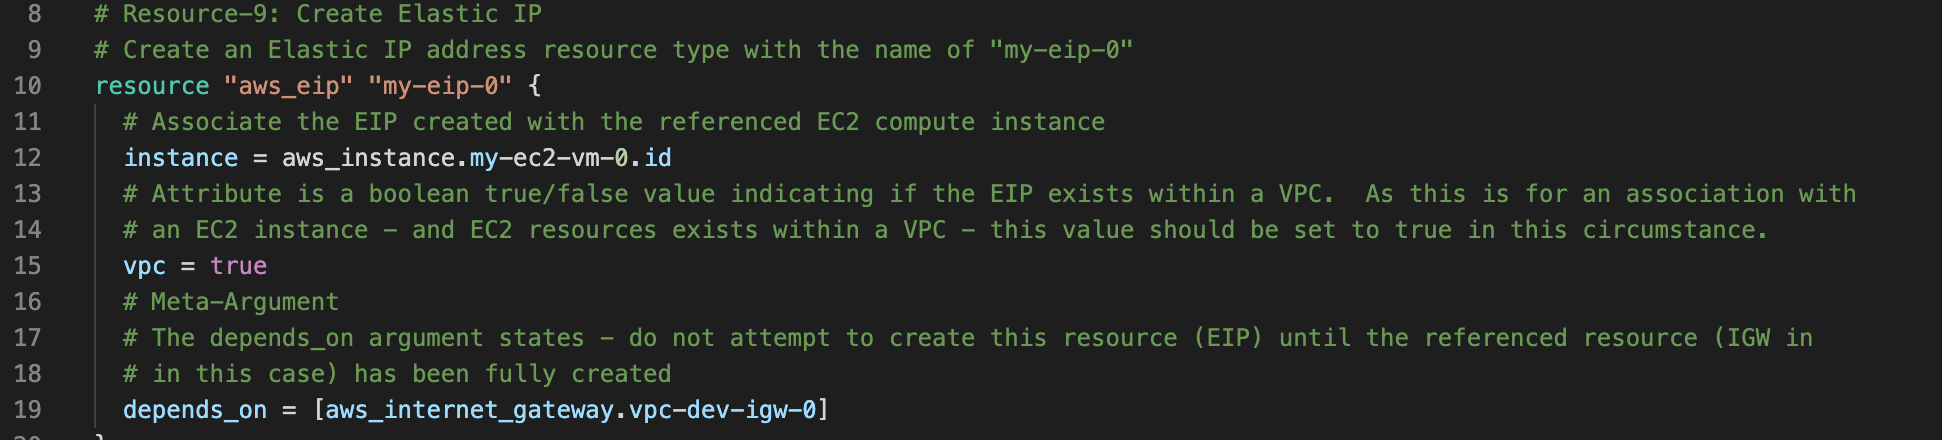 8 # Resource-9: Create Elastic IP
9 # Create an Elastic IP address resource type with the name of "my-eip-0"
10 resource "aws_eip" "my-eip-0" {
11 # Associate the EIP created with the referenced EC2 compute instance
12 instance = aws_instance.my-ec2-vm-0.id
13 # Attribute is a boolean true/false value indicating if the EIP exists within a VPC.  As this is for an association with
14 # an EC2 instance - and EC2 resources exists within a VPC - this value should be set to true in this circumstance.
15 vpc = true
16 # Meta-Argument
17 # The depends_on argument states - do not attempt to create this resource (EIP) until the referenced resource (IGW in
18 # in this case) has been fully created
19 depends_on = [aws_internet_gateway.vpc-dev-igw-0]